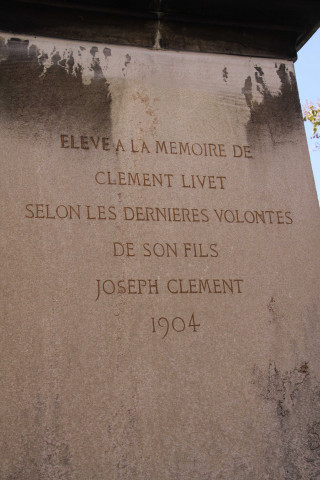 ELEVE A LA MEMOIRE DE
CLEMENT LIVET
SELON LES DERNIERES VOLONTES
DE SON FILS
JOSEPH CLEMENT
1904